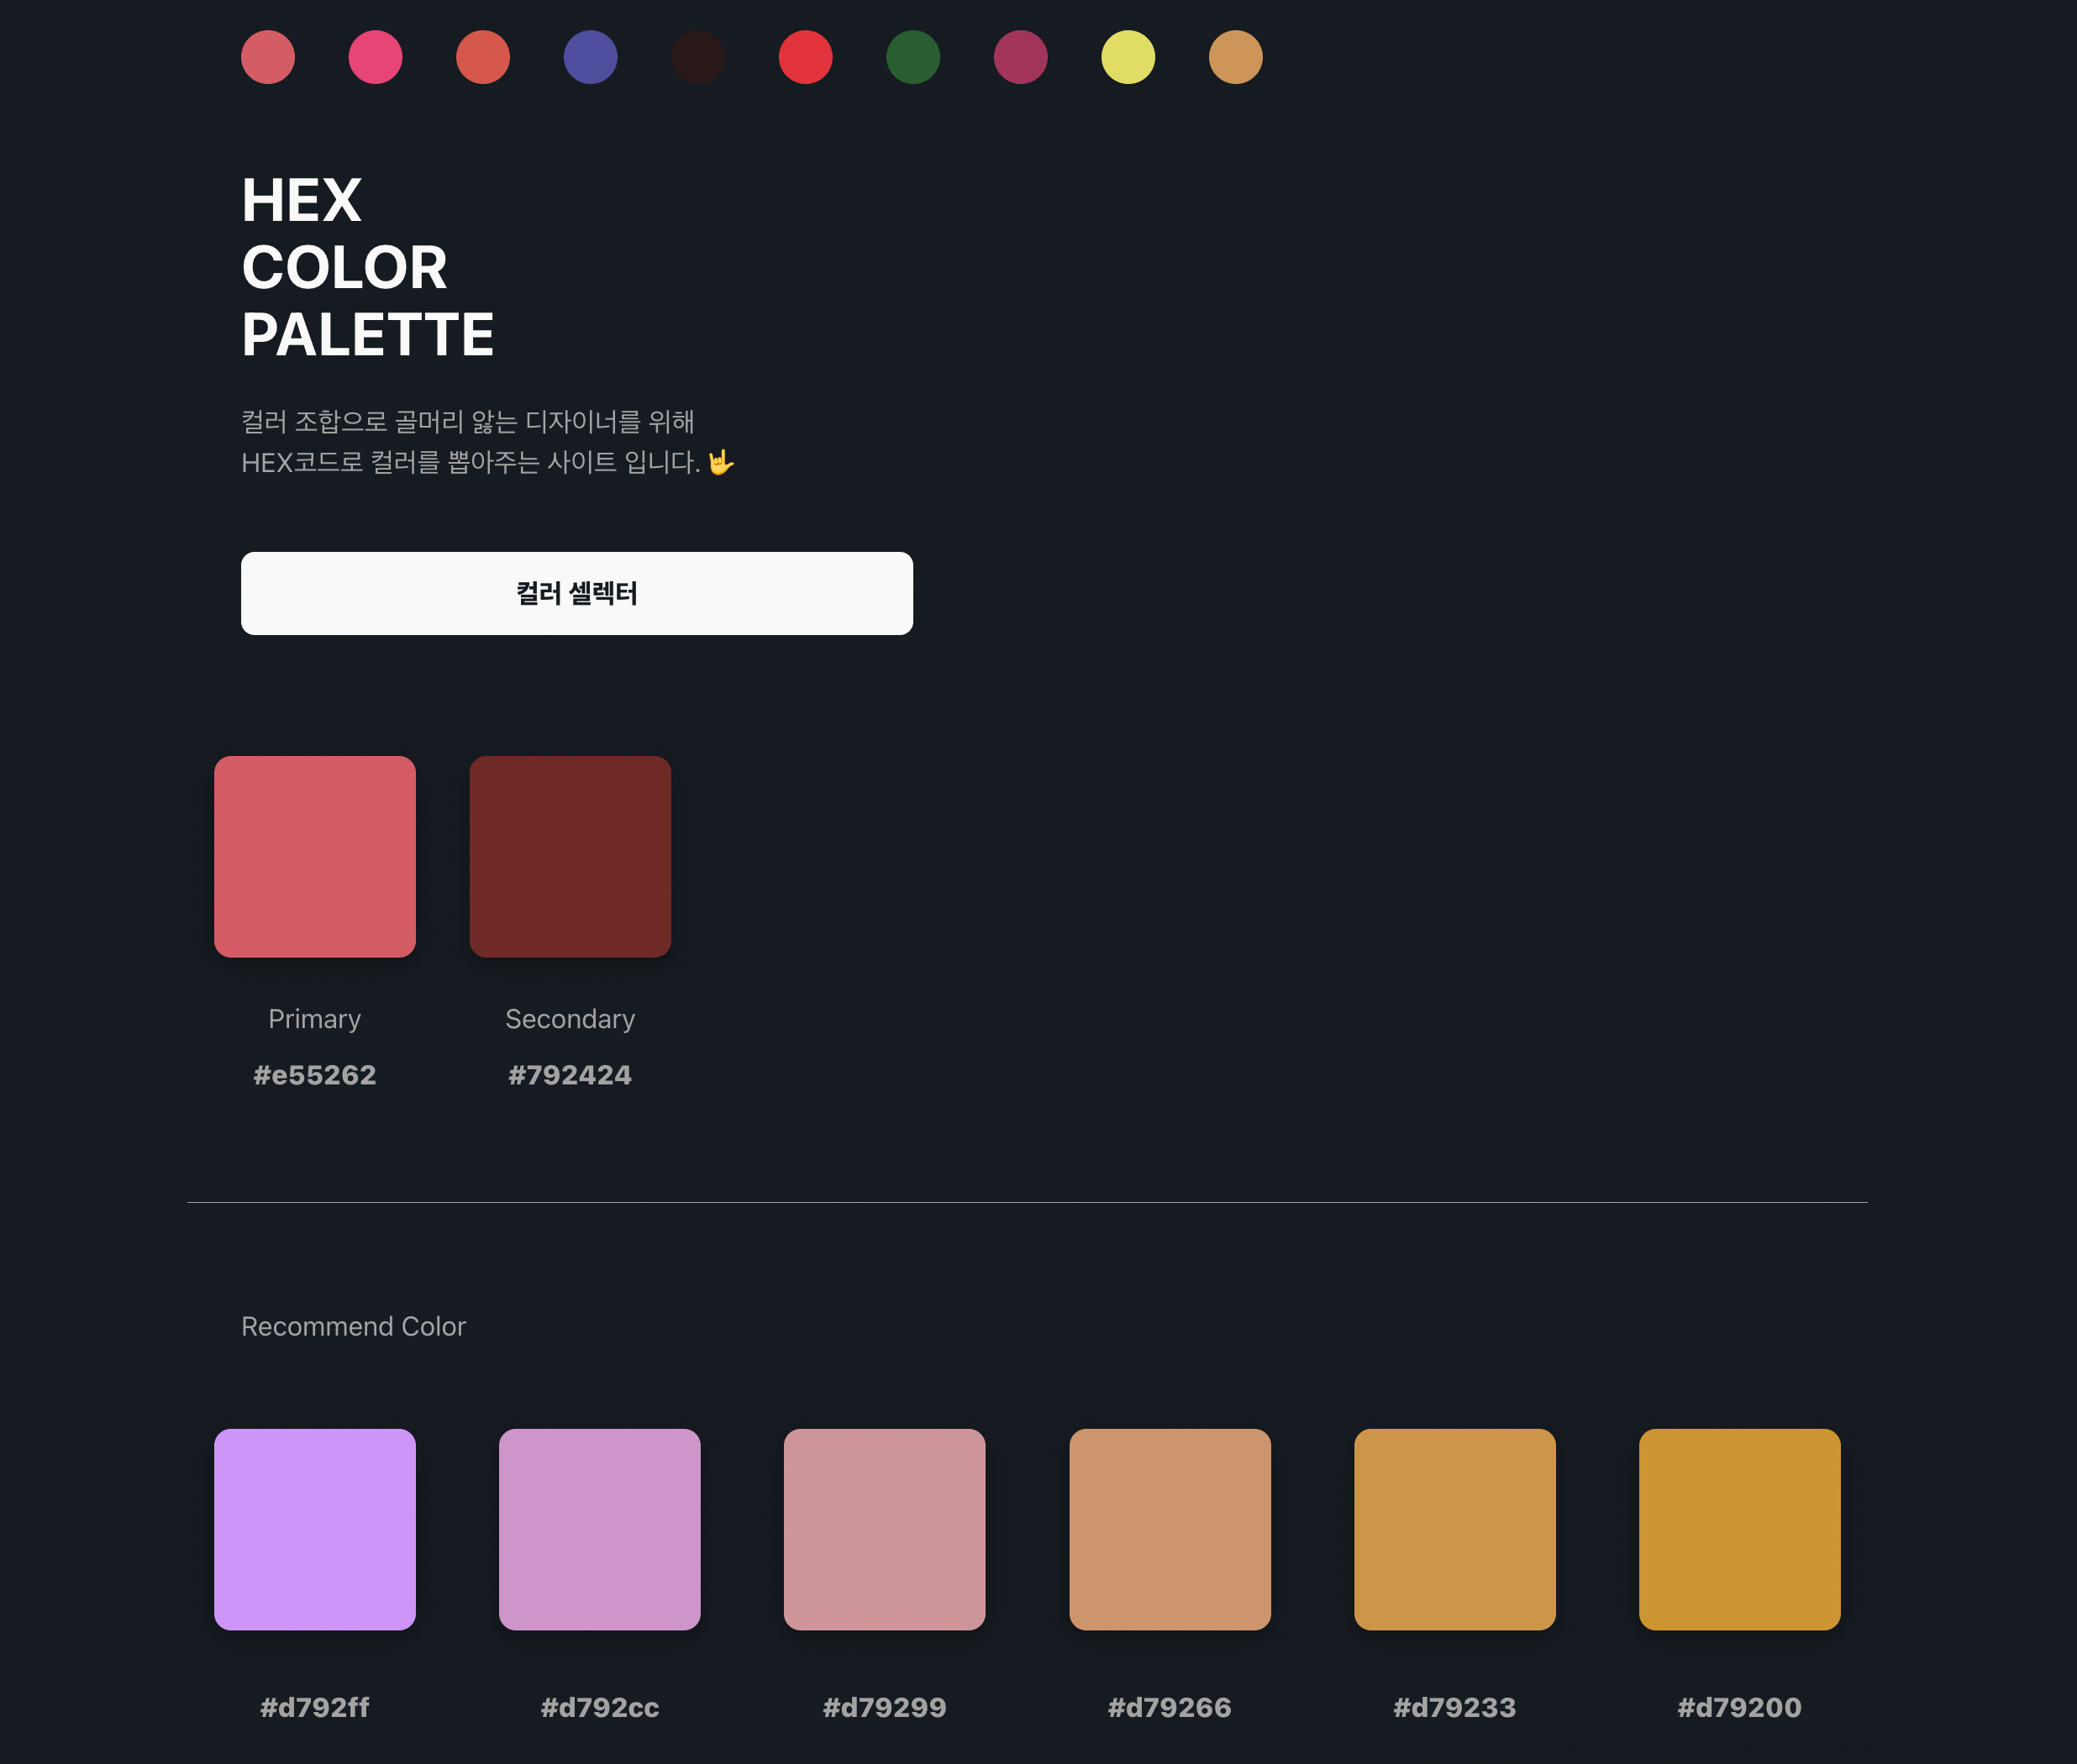 HEX
COLOR
PALETTE
컬러 조합으로 골머리 앓는 디자이너를 위해
HEX코드로 컬러를 뽑아주는 사이트 입니다. 🤟
컬러 셀렉터
Primary
Secondary
#e55262
#792424
Recommend Color
#d792ff
#d792cc
#d79299
#d79266
#d79233
#d79200